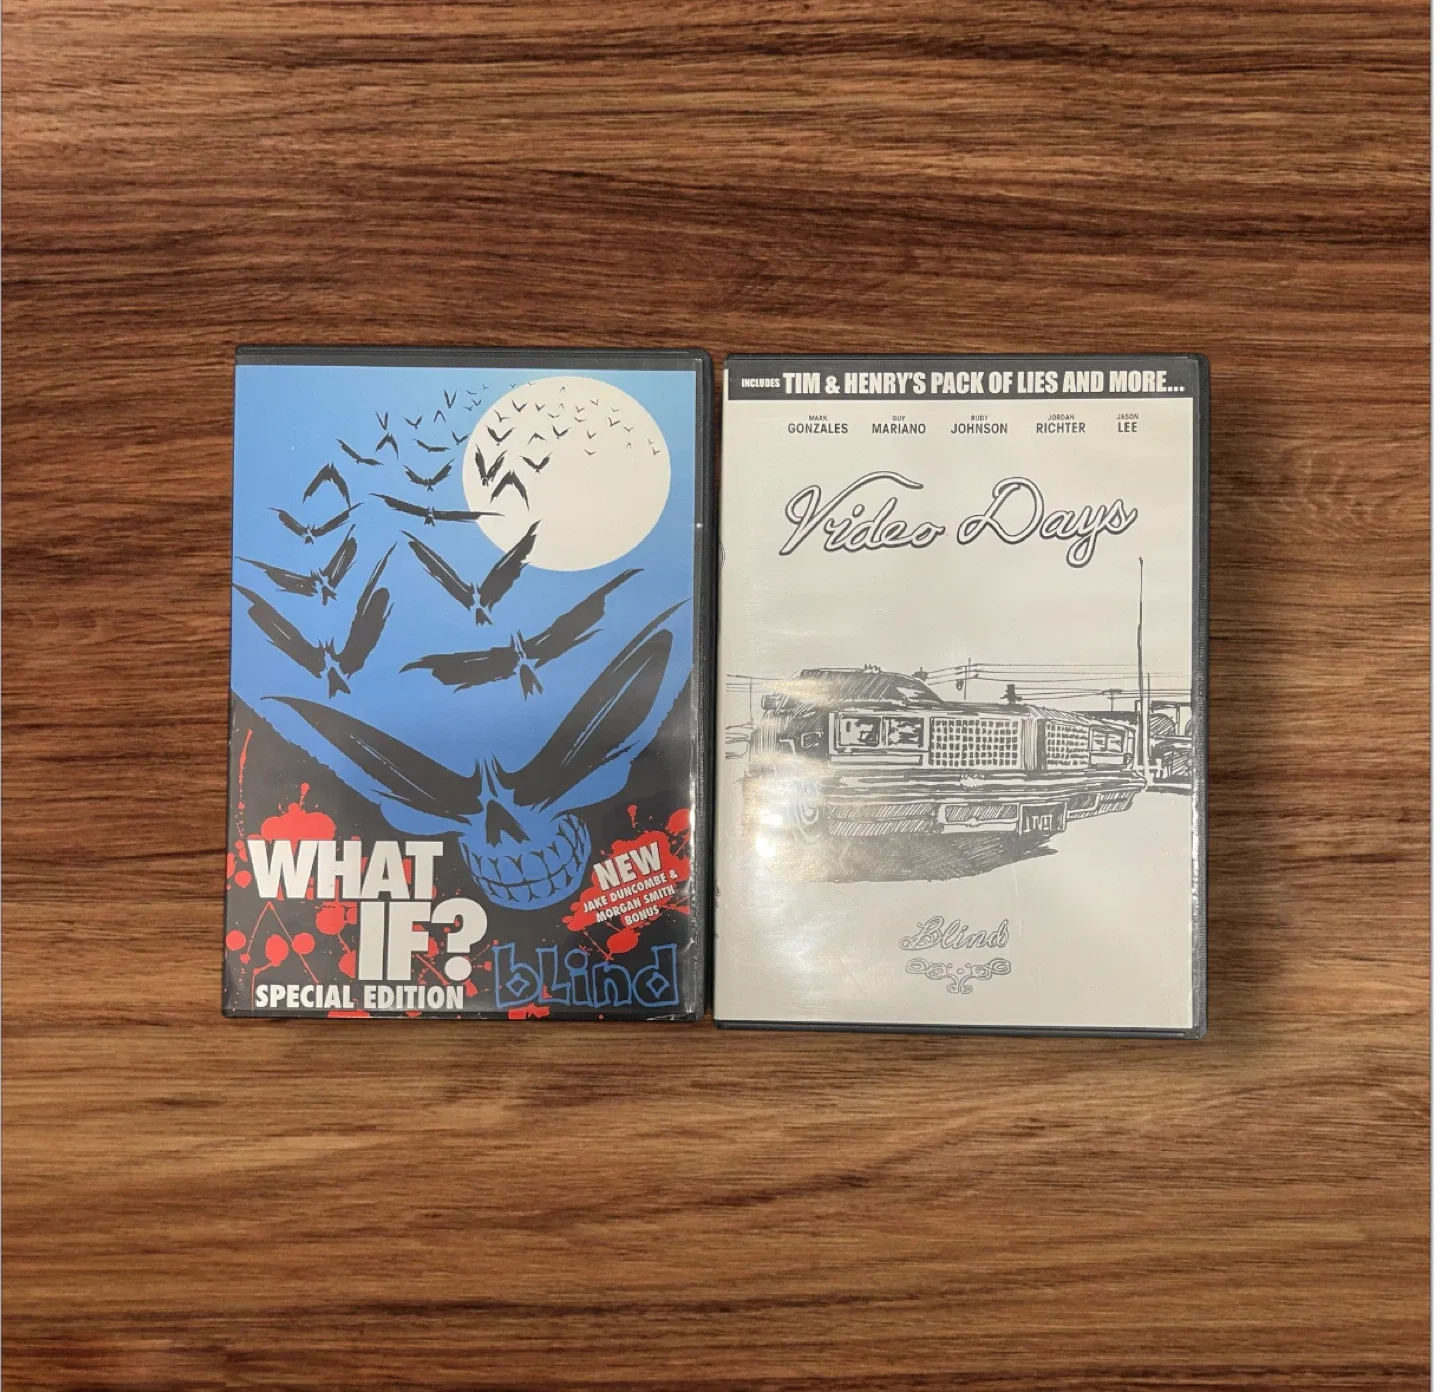 WHAT
IF?
SPECIAL EDITION
NEW
JAKE DUNCOMBE &
MORGAN SMITH
BONUS
blind
INCLUDES TIM & HENRY'S PACK OF LIES AND MORE...
MARK GONZALES
GUY MARIANO
RUDY JOHNSON
JORDAN RICHTER
JASON LEE
Video Days
Blind